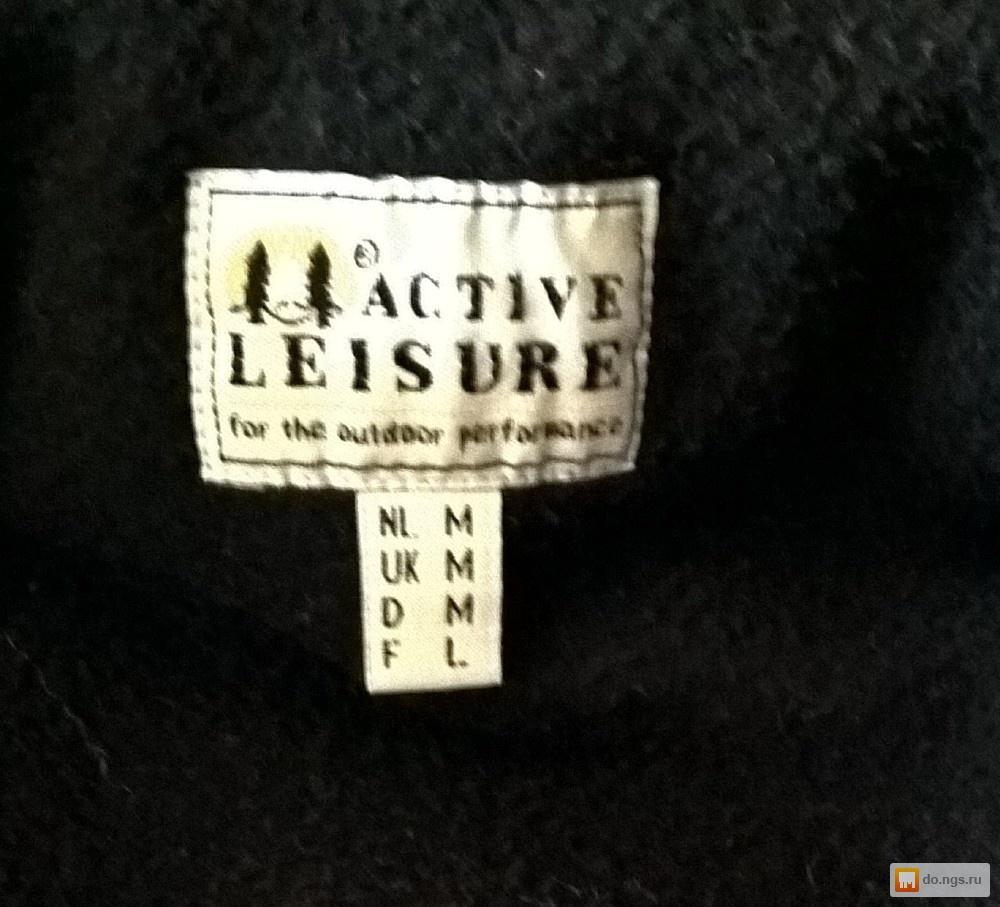 ® ACTIVE
LEISURE
for the outdoor performance
NL M
UK M
D M
F L
do.ngs.ru